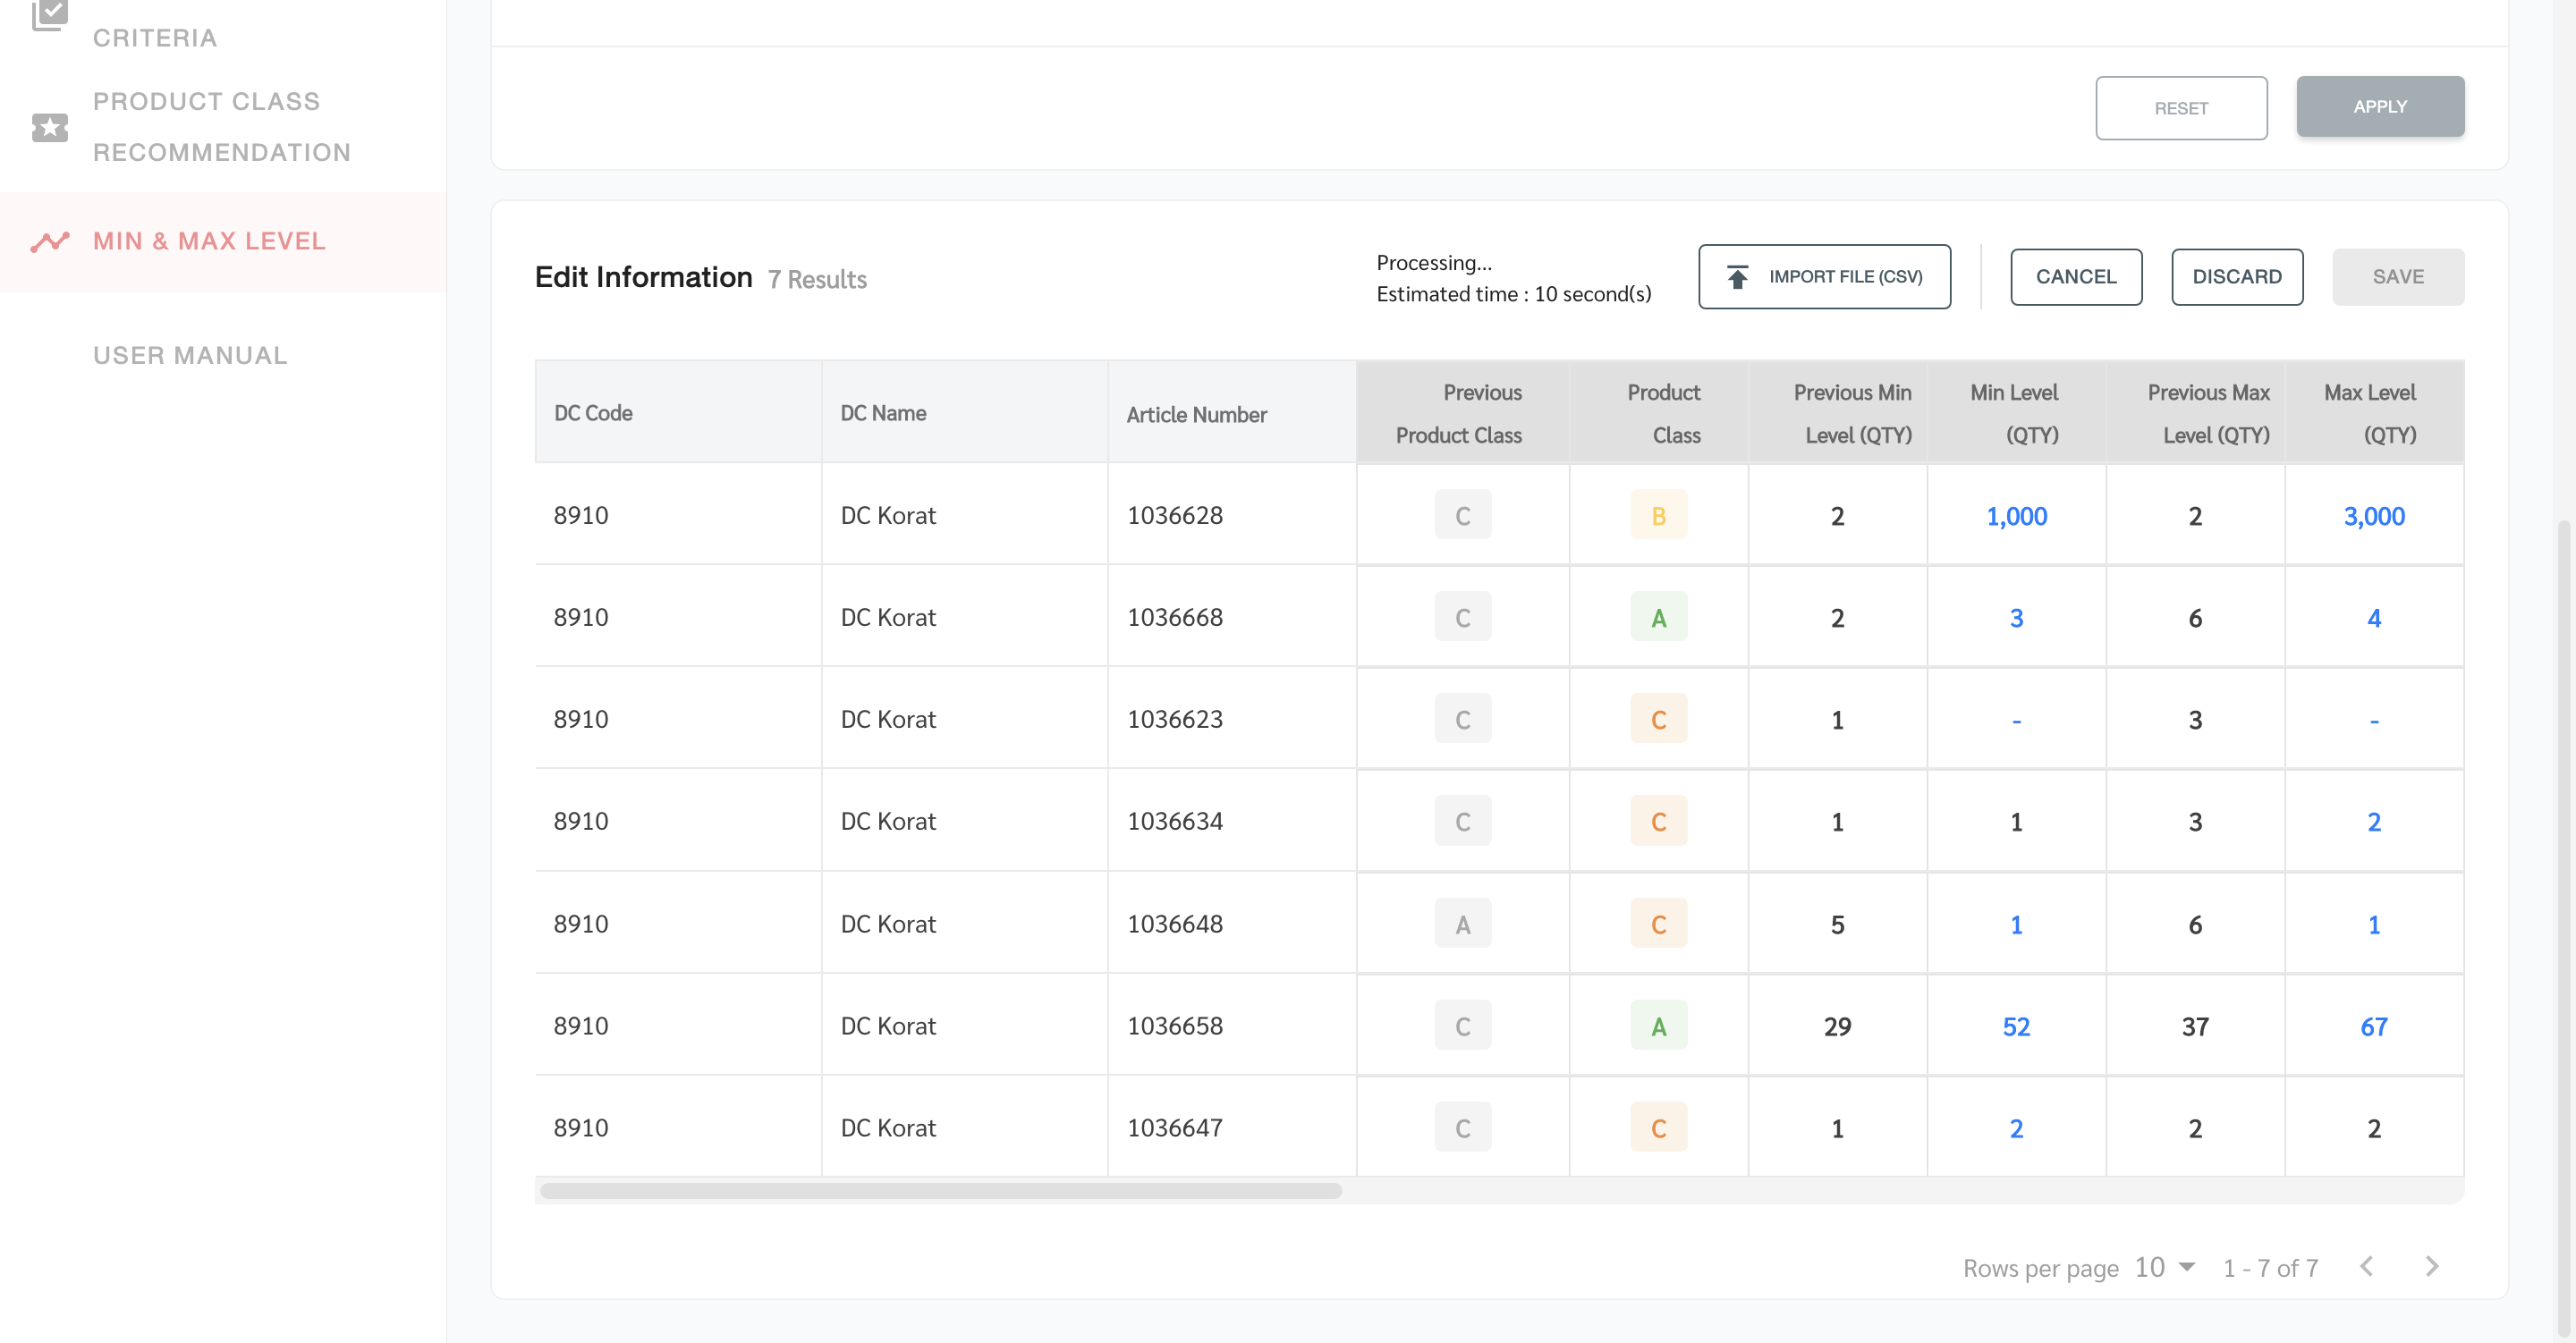 CRITERIA
PRODUCT CLASS
RECOMMENDATION
MIN & MAX LEVEL
USER MANUAL
RESET
APPLY
Edit Information 7 Results
Processing...
Estimated time : 10 second(s)
IMPORT FILE (CSV)
CANCEL
DISCARD
SAVE
DC Code DC Name Article Number Previous Product Class Product Class Previous Min Level (QTY) Min Level (QTY) Previous Max Level (QTY) Max Level (QTY)
8910 DC Korat 1036628 C B 2 1,000 2 3,000
8910 DC Korat 1036668 C A 2 3 6 4
8910 DC Korat 1036623 C C 1 - 3 -
8910 DC Korat 1036634 C C 1 1 3 2
8910 DC Korat 1036648 A C 5 1 6 1
8910 DC Korat 1036658 C A 29 52 37 67
8910 DC Korat 1036647 C C 1 2 2 2
Rows per page 10 1 - 7 of 7